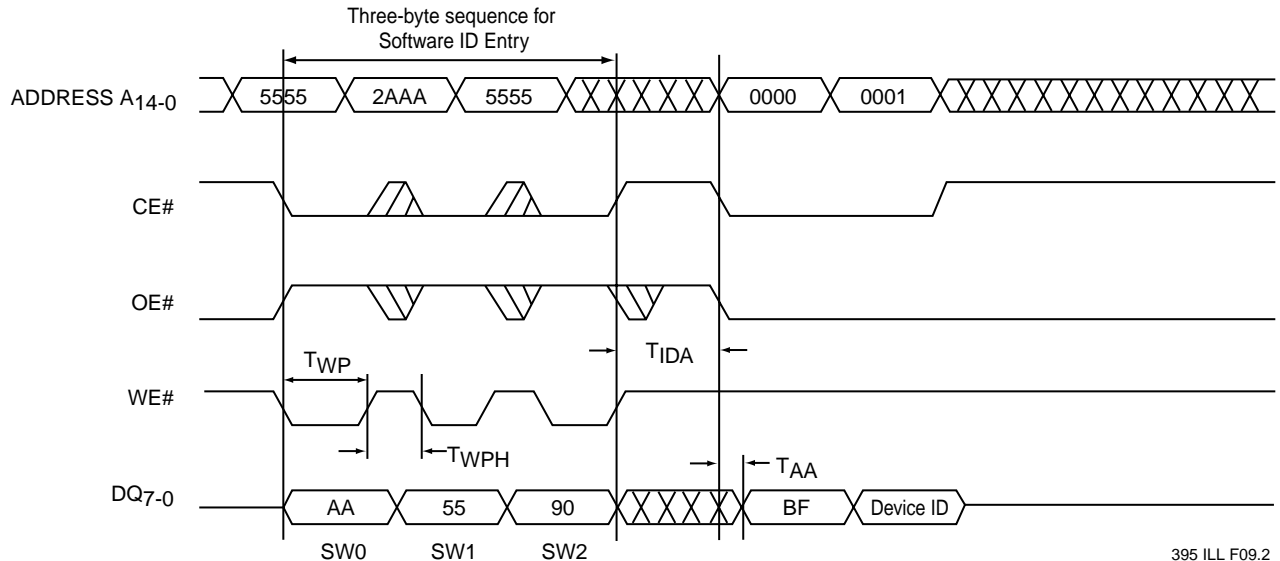 Three-byte sequence for
Software ID Entry
ADDRESS A14-0
5555
2AAA
5555
0000
0001
CE#
OE#
TIDA
TWP
WE#
TWPH
TAA
DQ7-0
AA
55
90
BF
Device ID
SW0
SW1
SW2
395 ILL F09.2